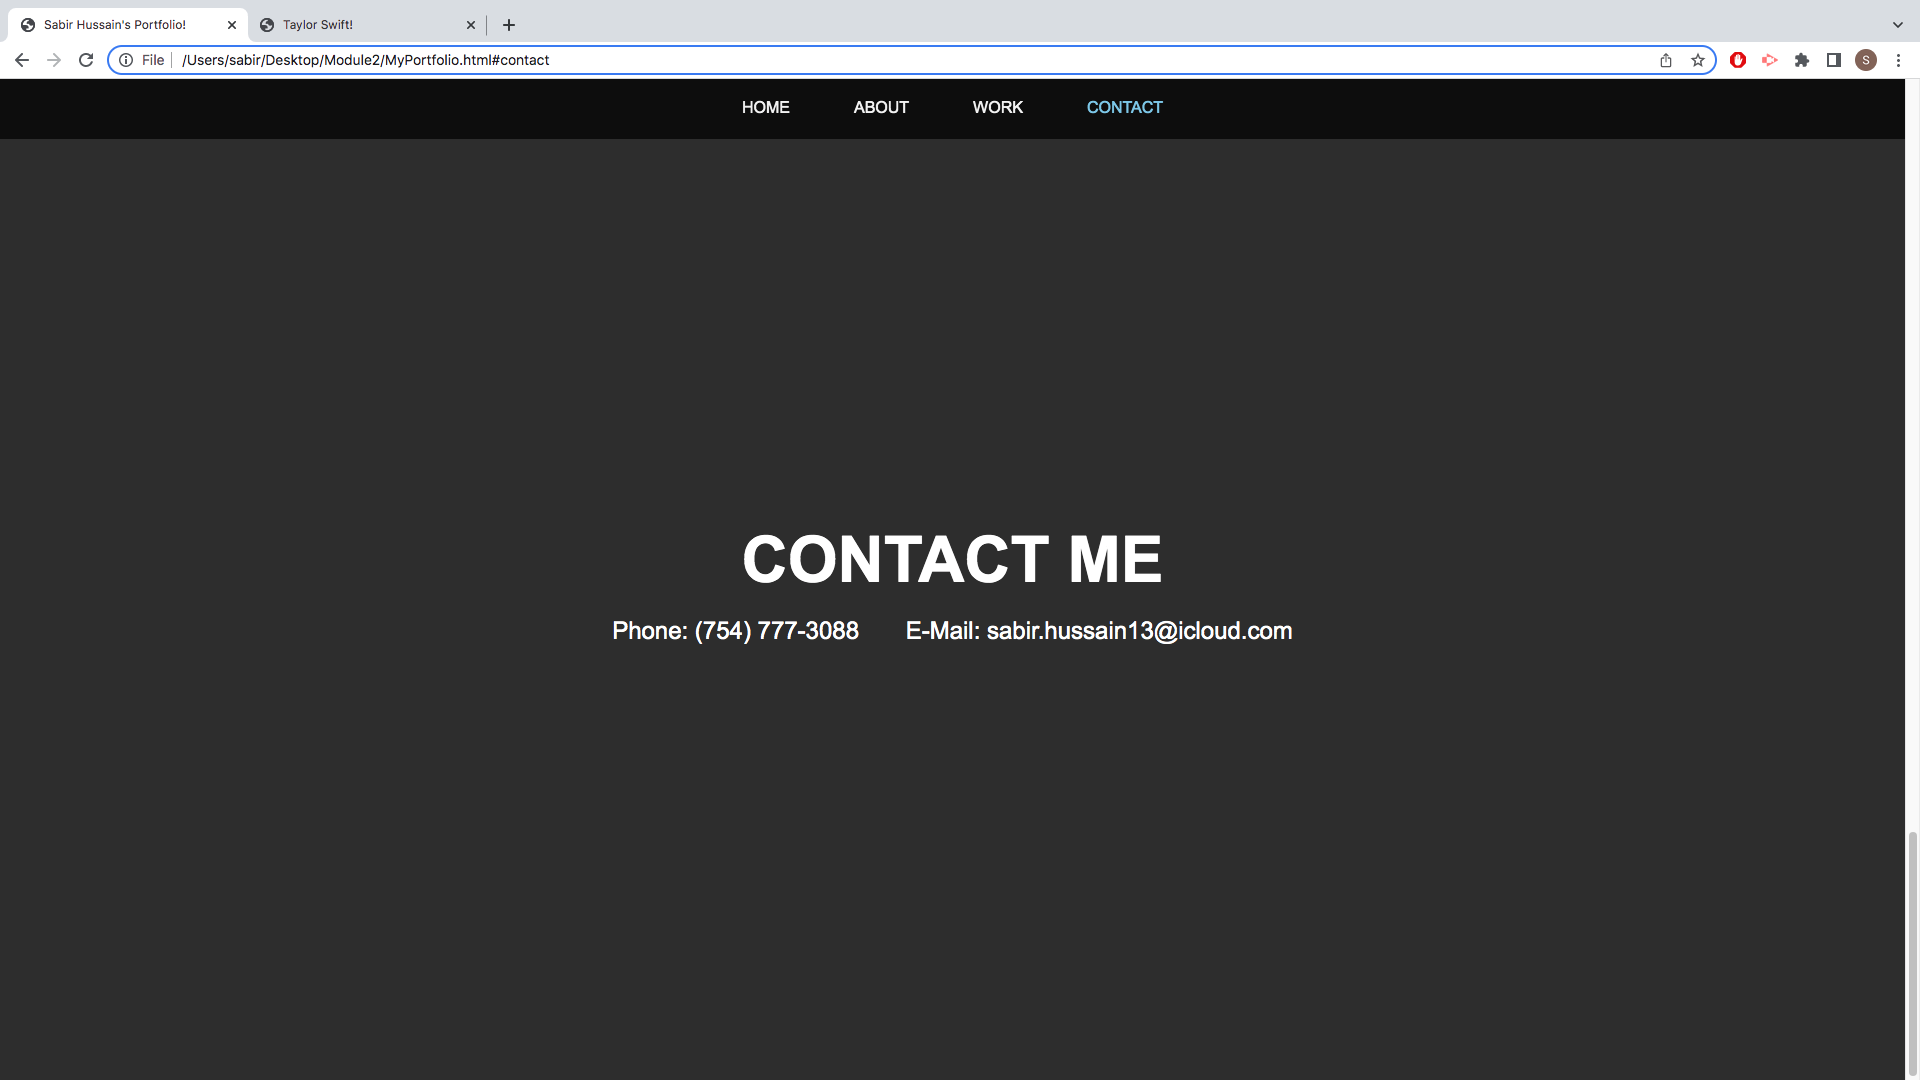 Sabir Hussain's Portfolio!
Taylor Swift!
File /Users/sabir/Desktop/Module2/MyPortfolio.html#contact
S
HOME ABOUT WORK CONTACT
CONTACT ME
Phone: (754) 777-3088 E-Mail: sabir.hussain13@icloud.com